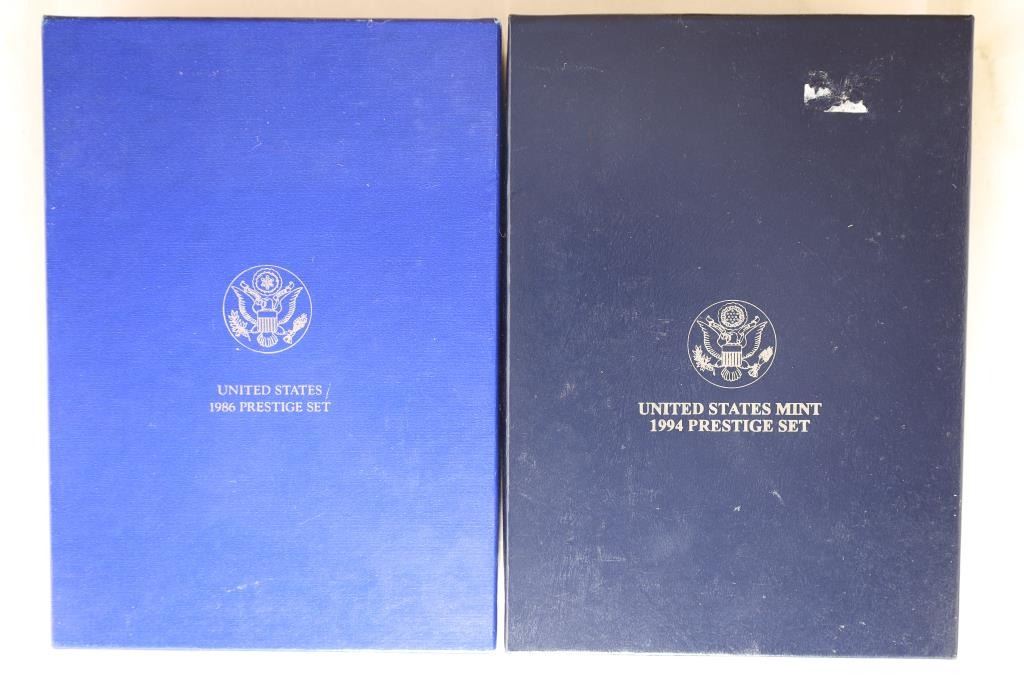 UNITED STATES
1986 PRESTIGE SET
UNITED STATES MINT
1994 PRESTIGE SET